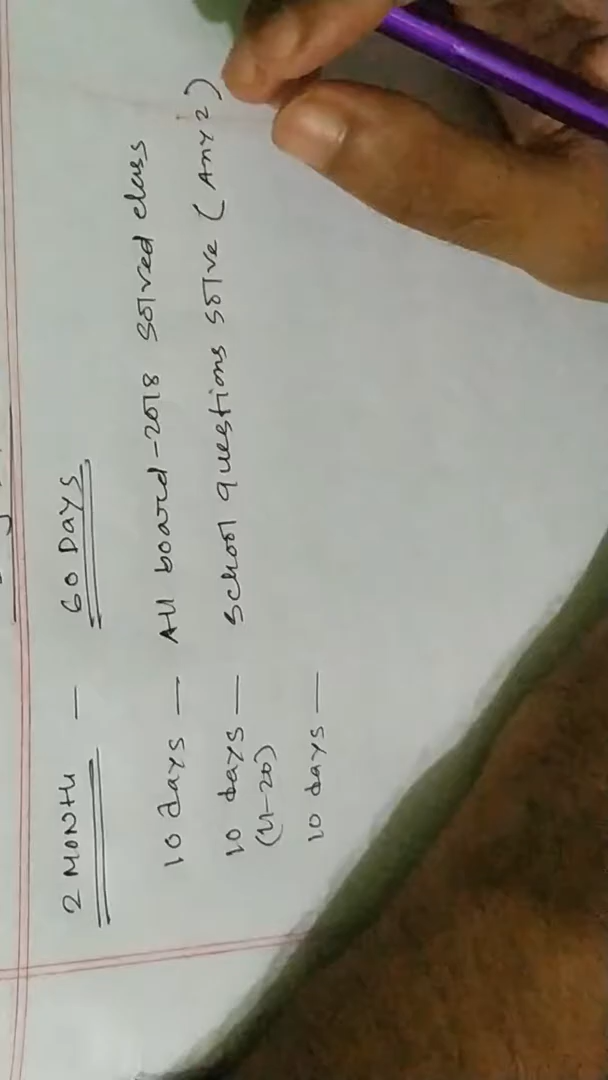 2 MONTH — 60 DAYS
10 days — All board-2018 solved class
10 days — School questions solve (Any 2)
(11-20)
10 days —